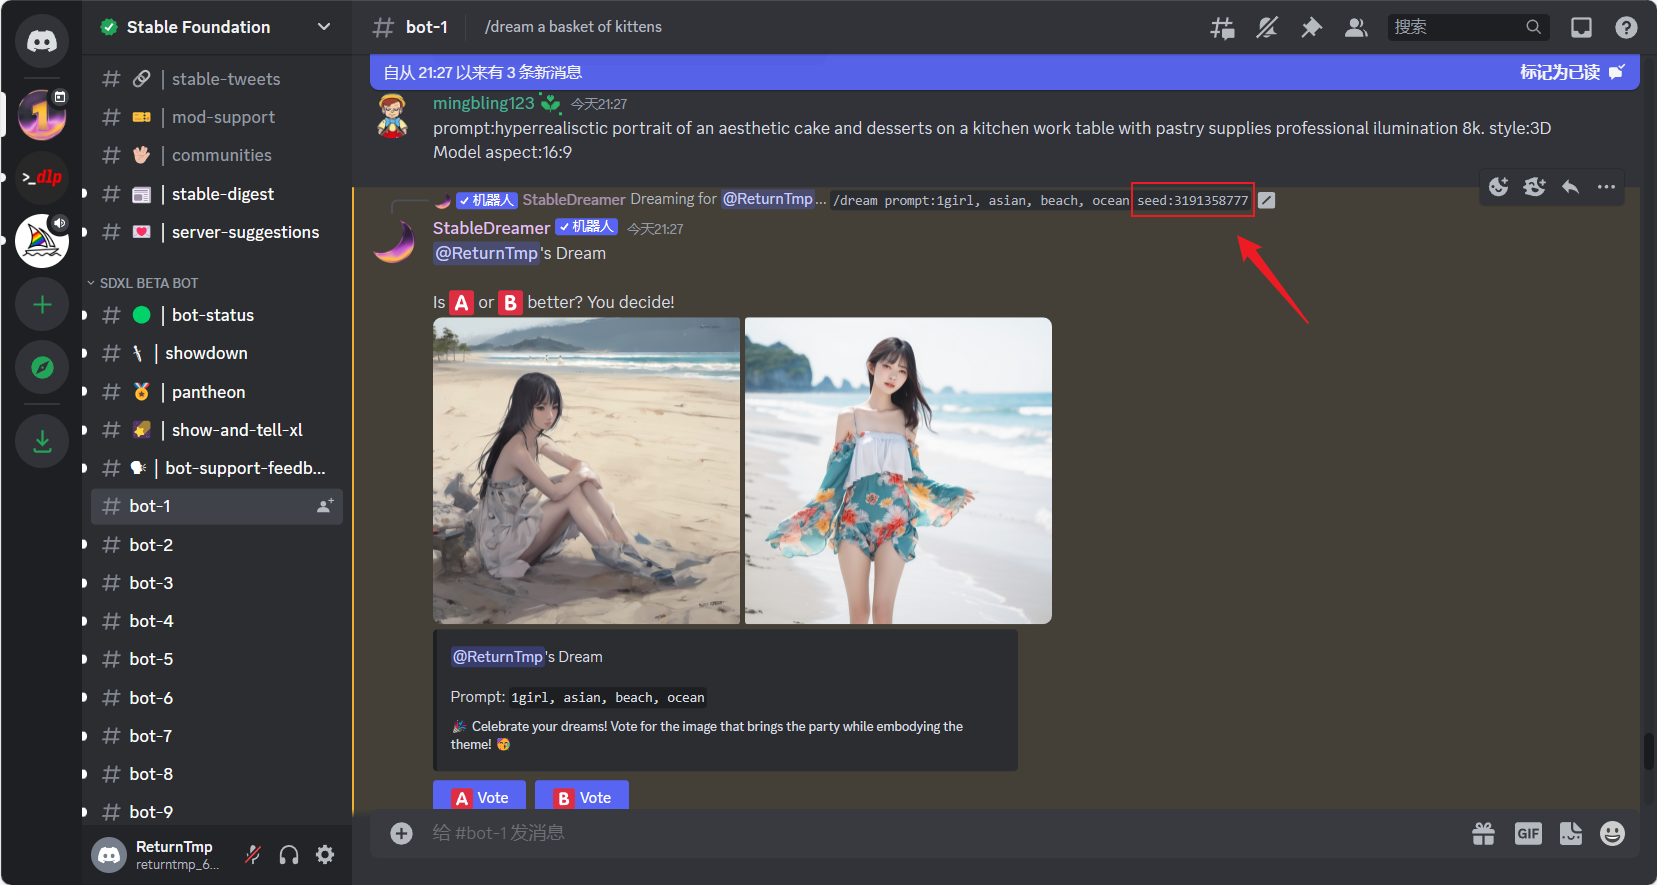 Stable Foundation
bot-1
/dream a basket of kittens
搜索
stable-tweets
mod-support
communities
stable-digest
server-suggestions
SDXL BETA BOT
bot-status
showdown
pantheon
show-and-tell-xl
bot-support-feedb...
bot-1
bot-2
bot-3
bot-4
bot-5
bot-6
bot-7
bot-8
bot-9
ReturnTmp
returntmp_6...
1
>_dlp
自从 21:27 以来有 3 条新消息
标记为已读
mingbling123 今天21:27
prompt:hyperrealisctic portrait of an aesthetic cake and desserts on a kitchen work table with pastry supplies professional ilumination 8k. style:3D
Model aspect:16:9
机器人 StableDreamer Dreaming for @ReturnTmp... /dream prompt:1girl, asian, beach, ocean seed:3191358777
StableDreamer 机器人 今天21:27
@ReturnTmp's Dream
Is A or B better? You decide!
@ReturnTmp's Dream
Prompt: 1girl, asian, beach, ocean
Celebrate your dreams! Vote for the image that brings the party while embodying the
theme!
A Vote
B Vote
给 #bot-1 发消息
GIF